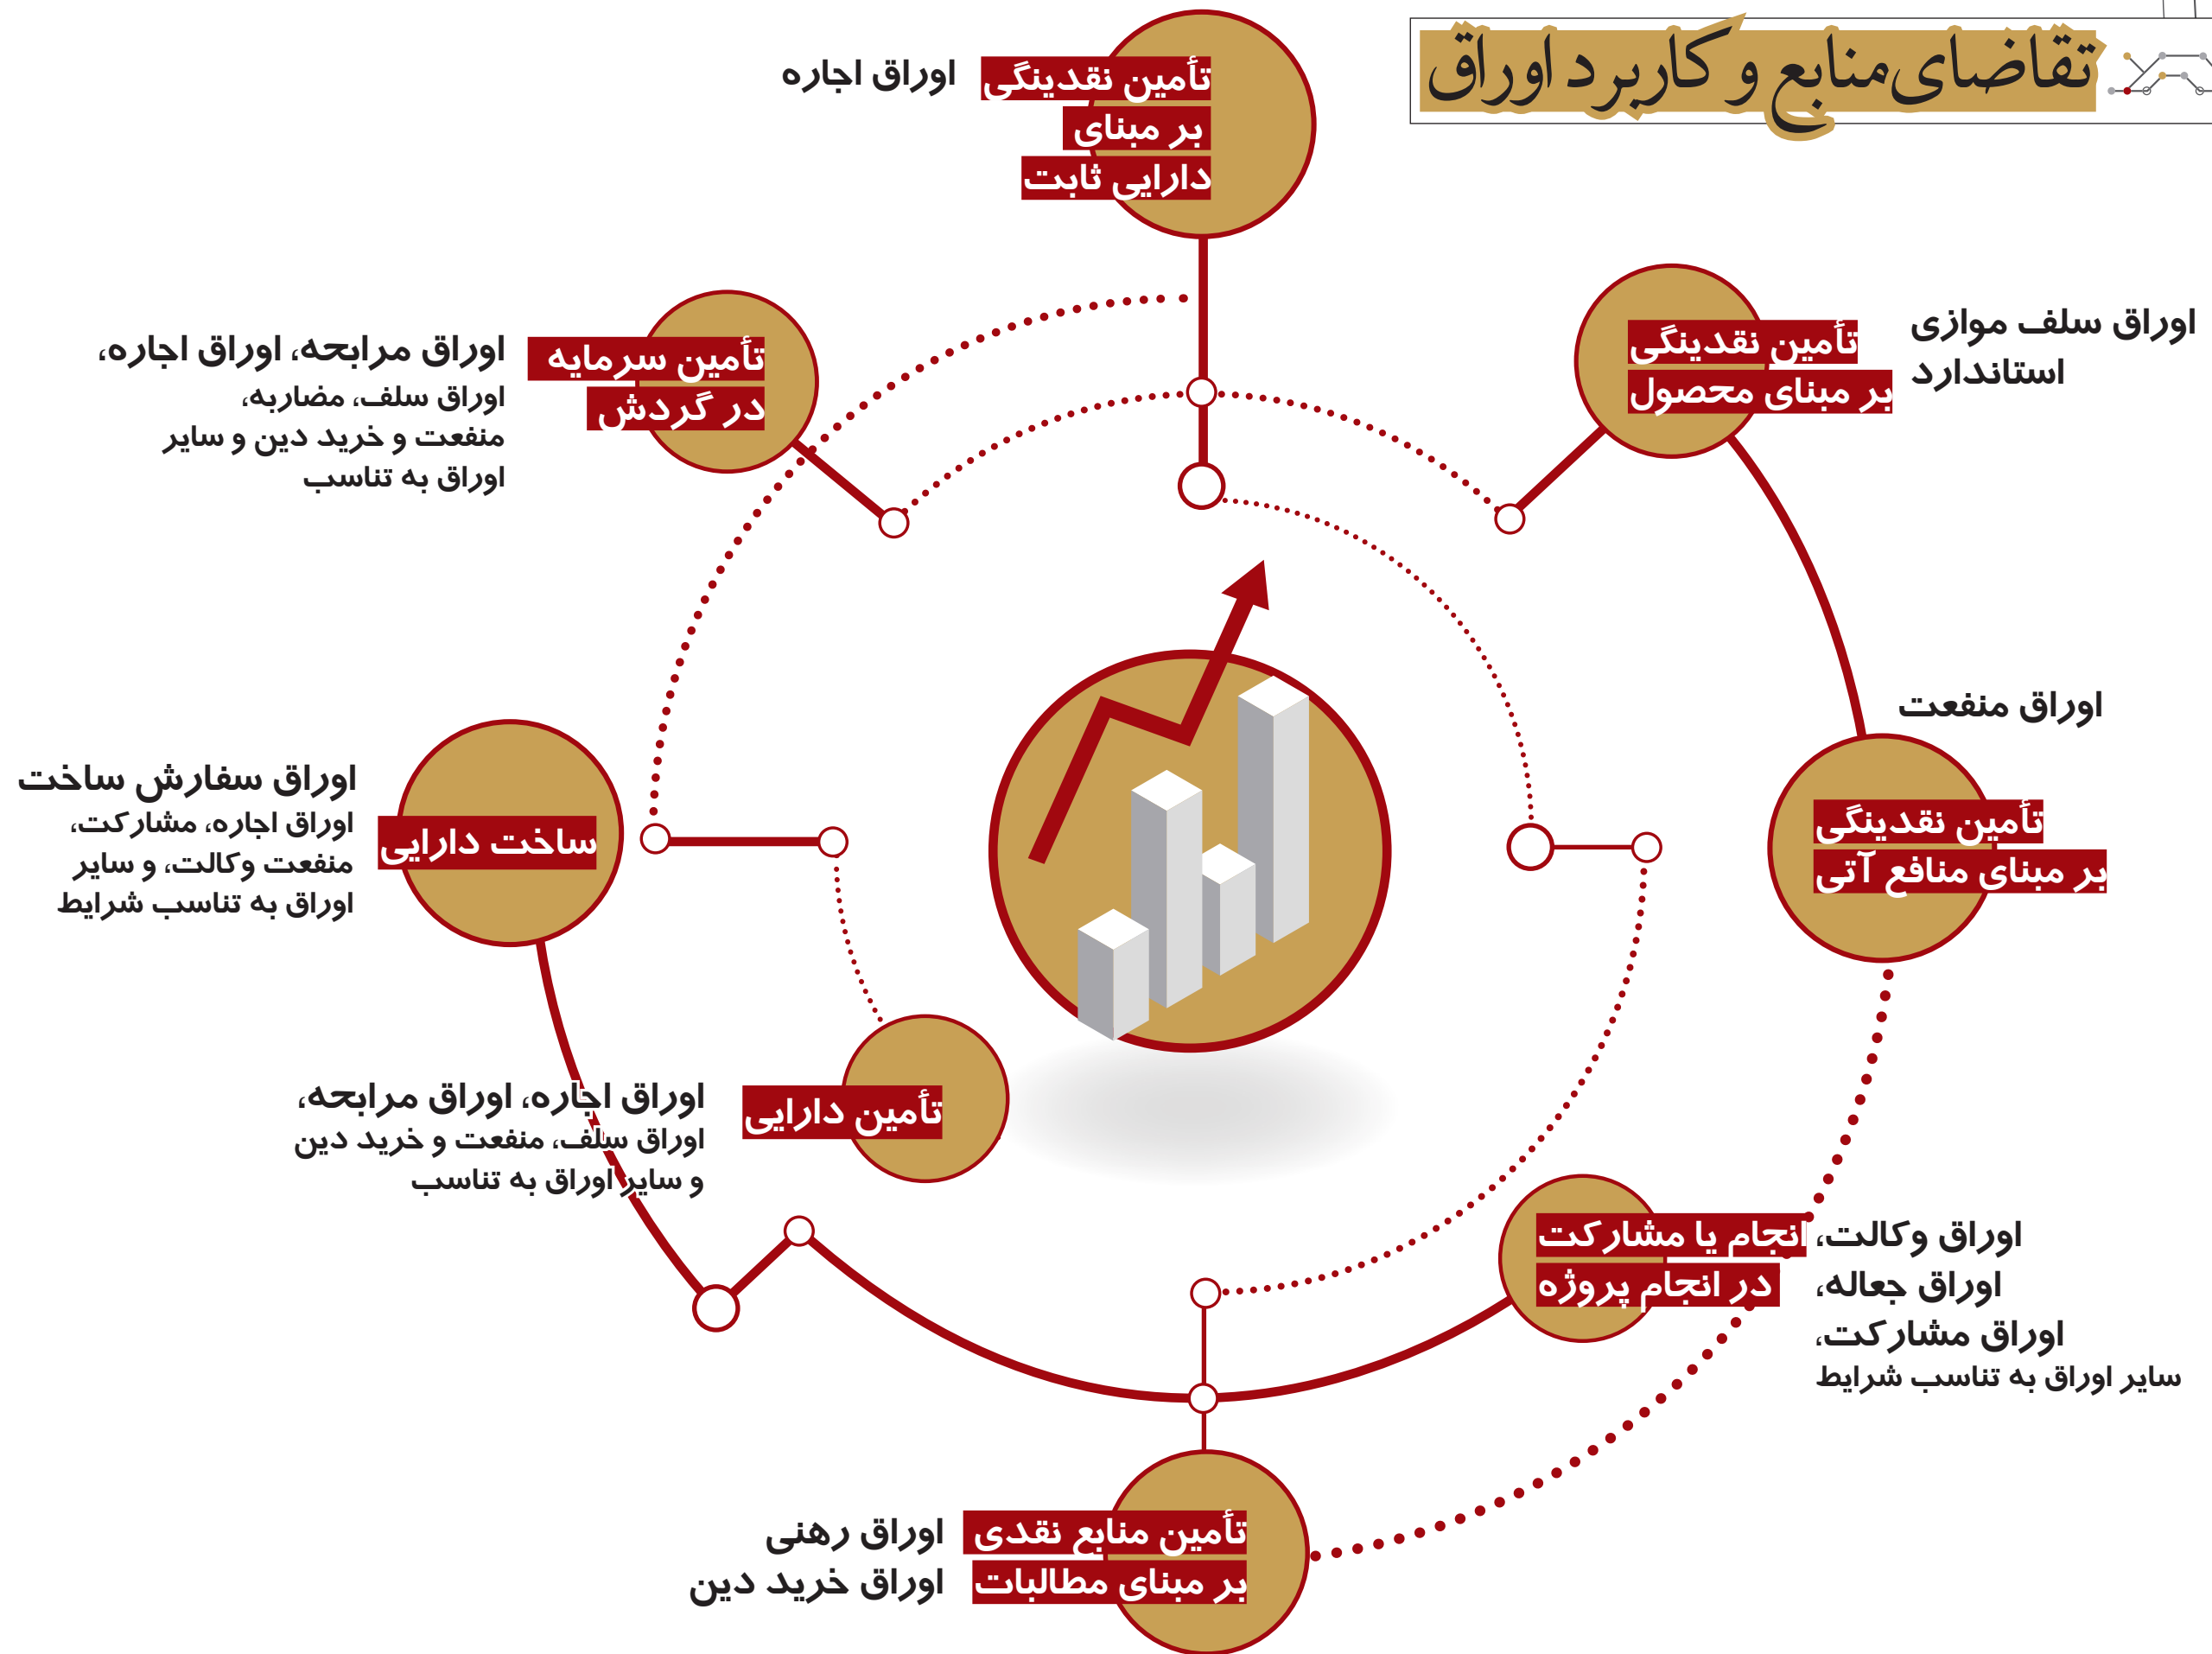 تقاضای منابع و کاربرد اوراق
تأمین نقدینگی
بر مبنای
دارایی ثابت
اوراق اجاره
تأمین نقدینگی
بر مبنای محصول
اوراق سلف موازی
استاندارد
تأمین سرمایه
در گردش
اوراق مرابحه، اوراق اجاره،
اوراق سلف، مضاربه،
منفعت و خرید دین و سایر
اوراق به تناسب
اوراق منفعت
تأمین نقدینگی
بر مبنای منافع آتی
ساخت دارایی
اوراق سفارش ساخت
اوراق اجاره، مشارکت،
منفعت وکالت، و سایر
اوراق به تناسب شرایط
تأمین دارایی
اوراق اجاره، اوراق مرابحه،
اوراق سلف، منفعت و خرید دین
و سایر اوراق به تناسب
انجام یا مشارکت
در انجام پروژه
اوراق وکالت،
اوراق جعاله،
اوراق مشارکت،
سایر اوراق به تناسب شرایط
تأمین منابع نقدی
بر مبنای مطالبات
اوراق رهنی
اوراق خرید دین